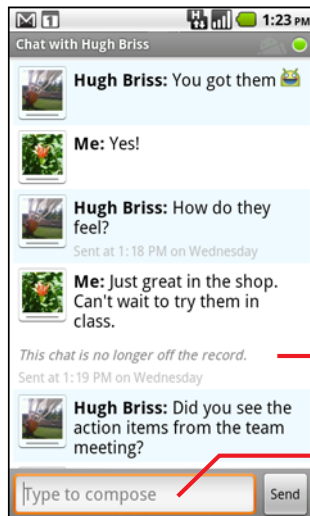 1 H 1:23 PM
Chat with Hugh Briss
Hugh Briss: You got them
Me: Yes!
Hugh Briss: How do they
feel?
Sent at 1:18 PM on Wednesday
Me: Just great in the shop.
Can't wait to try them in
class.
This chat is no longer off the record.
Sent at 1:19 PM on Wednesday
Hugh Briss: Did you see the
action items from the team
meeting?
Type to compose Send